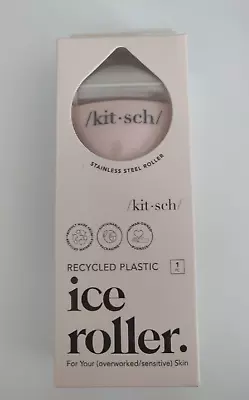 /kit·sch/
STAINLESS STEEL ROLLER
/kit·sch/
RECYCLED PLASTIC
1
ice
roller.
For Your (overworked/sensitive) Skin